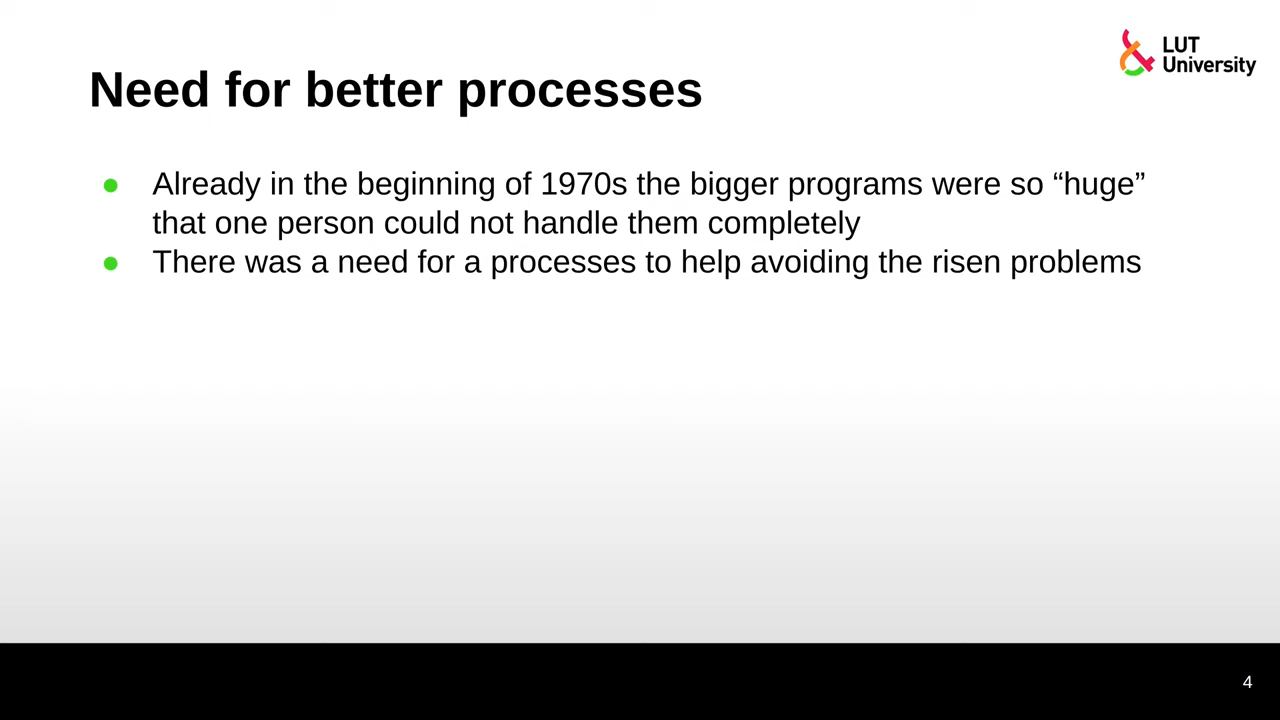 LUT
University
Need for better processes
● Already in the beginning of 1970s the bigger programs were so “huge”
that one person could not handle them completely
● There was a need for a processes to help avoiding the risen problems
4